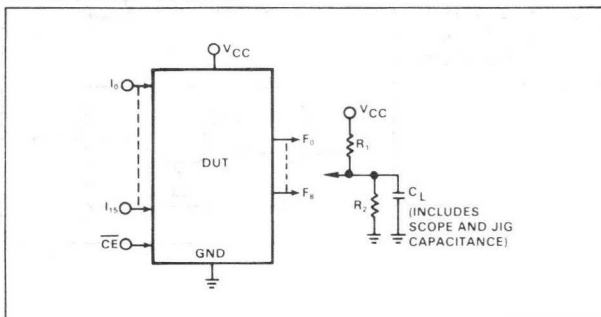 VCC
I0
VCC
F0
R1
DUT
F8
CL
R2
(INCLUDES
SCOPE AND JIG
CAPACITANCE)
I15
CE
GND